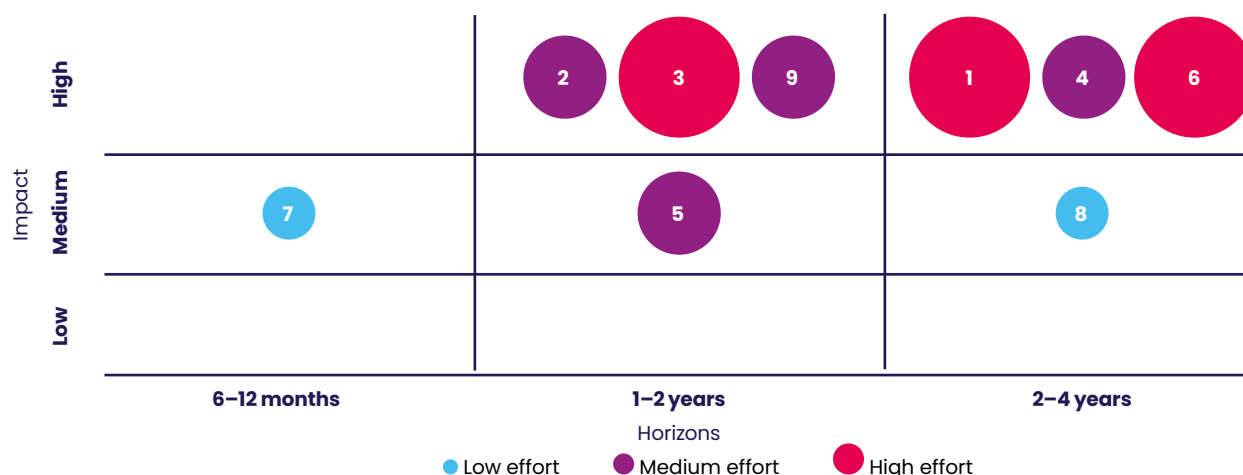 High
2
3
9
1
4
6
Impact
Medium
7
5
8
Low
6–12 months
1–2 years
2–4 years
Horizons
Low effort
Medium effort
High effort